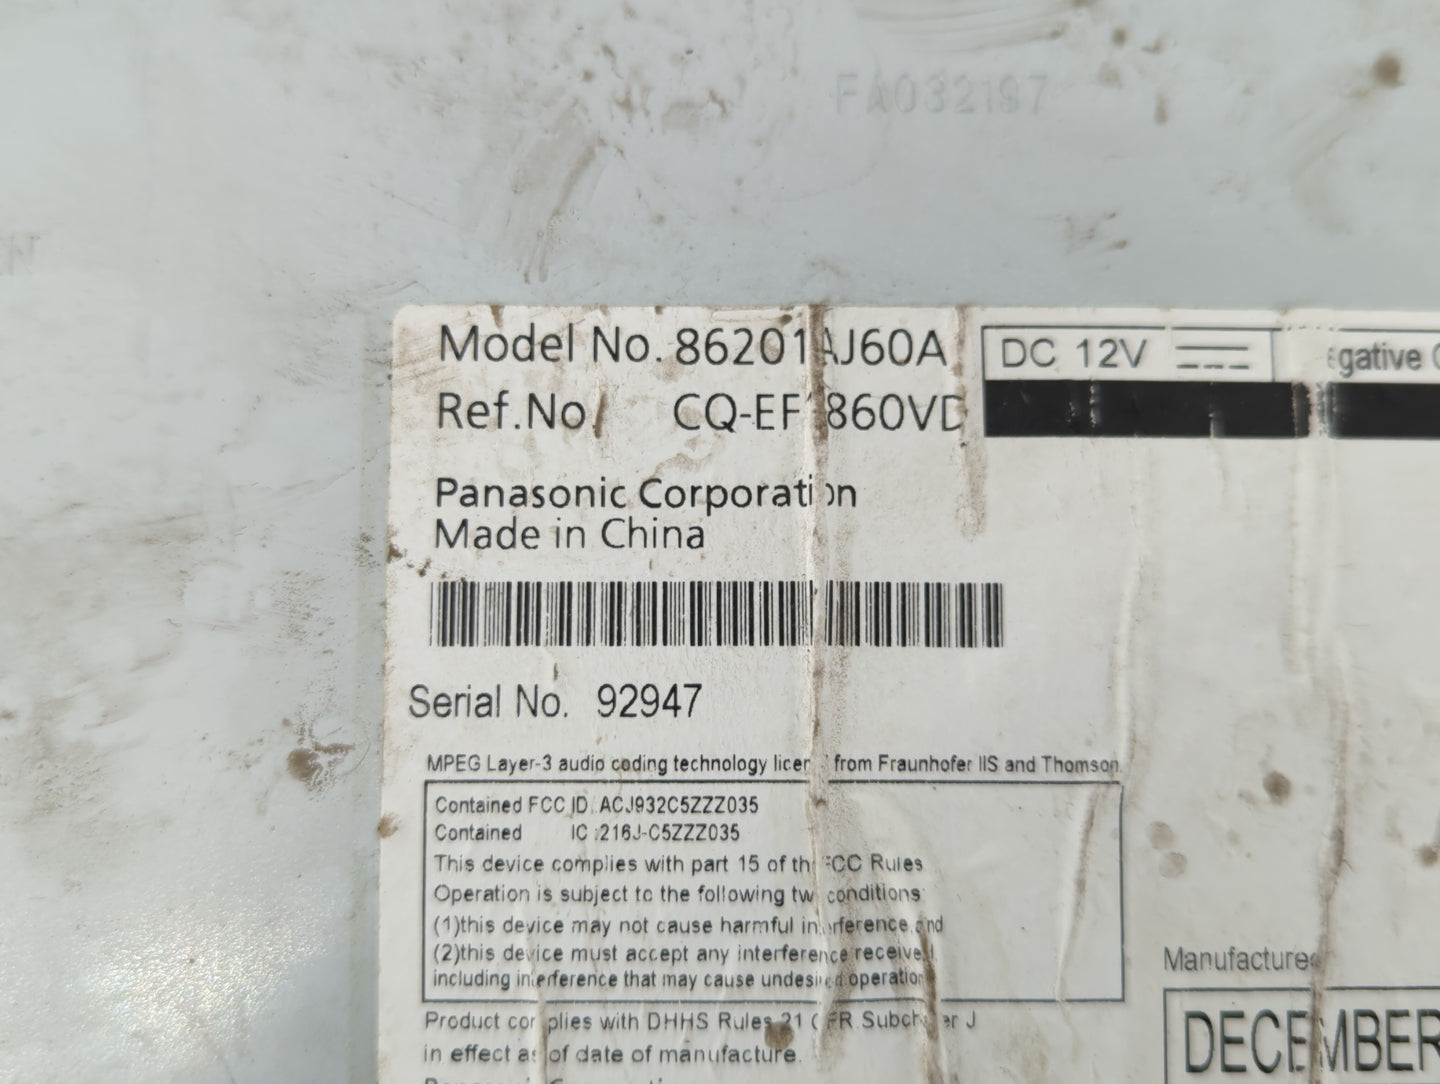 FA032197
Model No. 86201AJ60A
DC 12V
Ref.No. CQ-EF1860VD
Panasonic Corporation
Made in China
Serial No. 92947
MPEG Layer-3 audio coding technology from Fraunhofer IIS and Thomson
Contained FCC ID: ACJ932C5ZZZ035
Contained IC :216J-C5ZZZ035
This device complies with part 15 of the FCC Rules
Operation is subject to the following two conditions:
(1)this device may not cause harmful interference and
(2)this device must accept any interference received
including interference that may cause undesired operation
Product complies with DHHS Rules 21 CFR Subchapter J
in effect as of date of manufacture.
Manufactured
DECEMBER